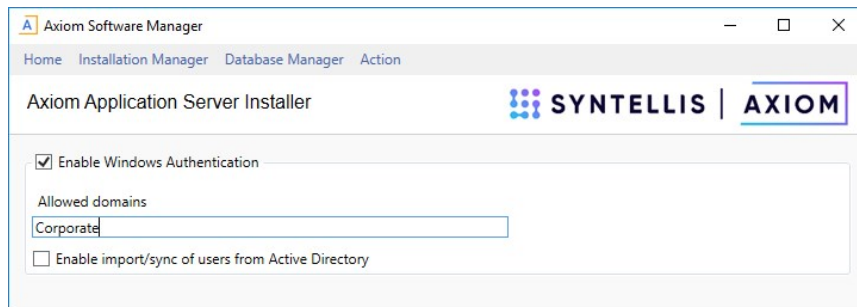 A Axiom Software Manager
Home Installation Manager Database Manager Action
Axiom Application Server Installer
SYNTELLIS | AXIOM
Enable Windows Authentication
Allowed domains
Corporate
Enable import/sync of users from Active Directory